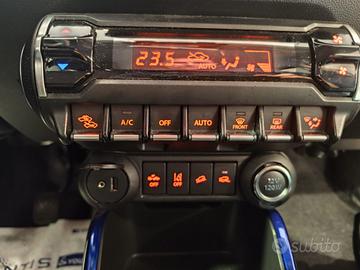 23.5
AUTO
A/C
OFF
AUTO
FRONT
REAR
OFF
OFF
12V
120W
subito